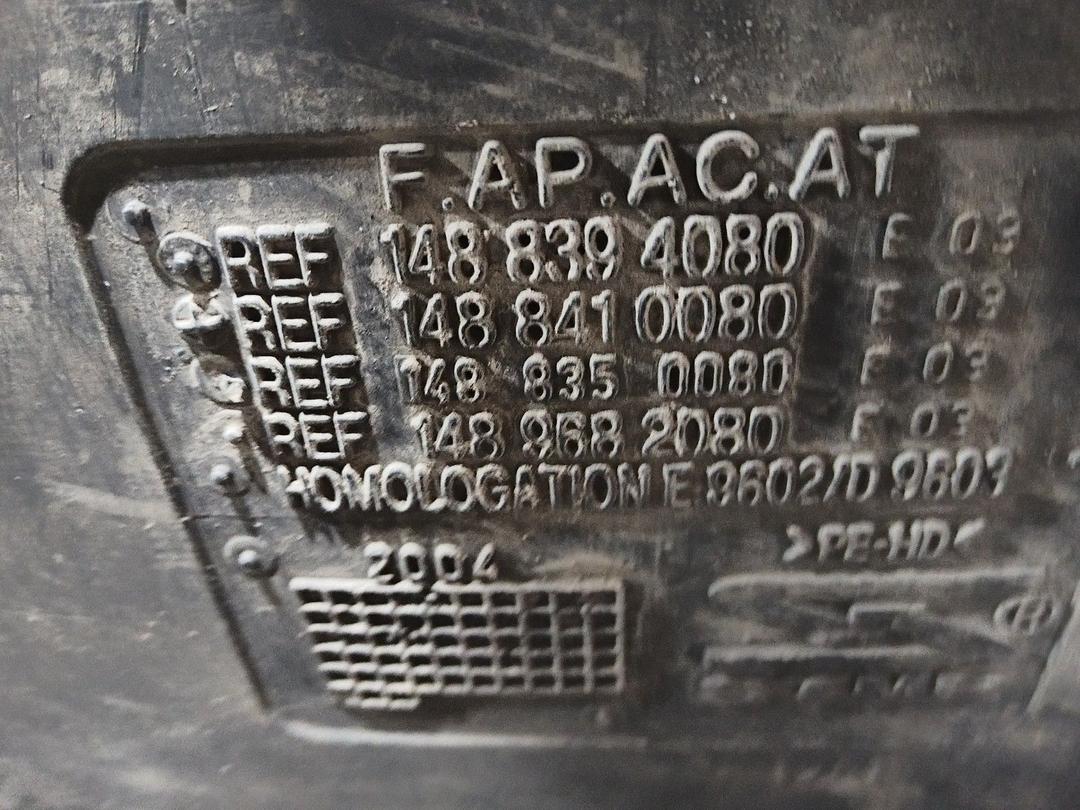 F.AP.AC.AT
REF 148 839 4080 E 03
REF 148 841 0080 E 03
REF 148 835 0080 E 03
REF 148 968 2080 E 03
HOMOLOGATION E 9602/D 9603
>PE-HD<
2004